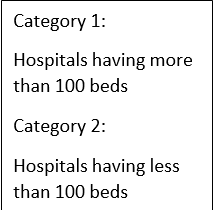 Category 1:
Hospitals having more
than 100 beds
Category 2:
Hospitals having less
than 100 beds